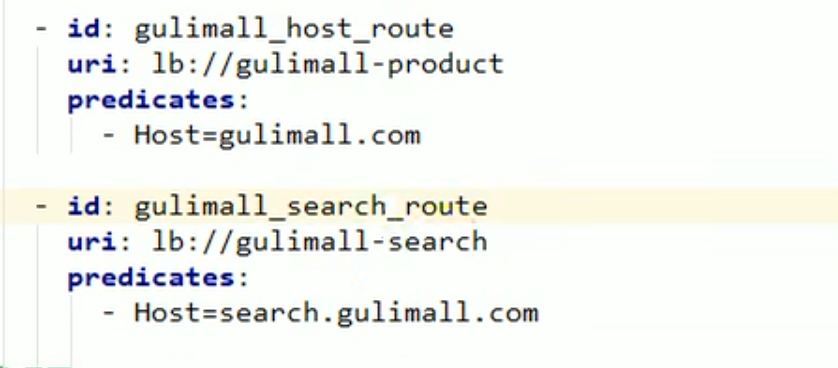 - id: gulimall_host_route
uri: lb://gulimall-product
predicates:
- Host=gulimall.com
- id: gulimall_search_route
uri: lb://gulimall-search
predicates:
- Host=search.gulimall.com